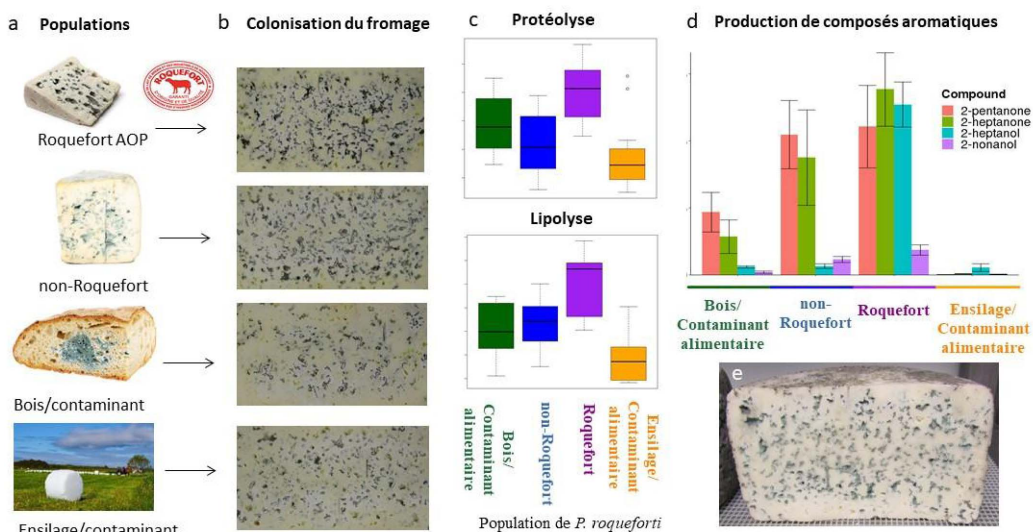 a Populations
Roquefort AOP
ROQUEFORT
non-Roquefort
Bois/contaminant
Ensilage/contaminant
b Colonisation du fromage
c Protéolyse
Lipolyse
Bois/
Contaminant
alimentaire
non-Roquefort
Roquefort
Ensilage/
Contaminant
alimentaire
Population de P. roqueforti
d Production de composés aromatiques
Compound
2-pentanone
2-heptanone
2-heptanol
2-nonanol
Bois/
Contaminant
alimentaire
non-
Roquefort
Roquefort
Ensilage/
Contaminant
alimentaire
e